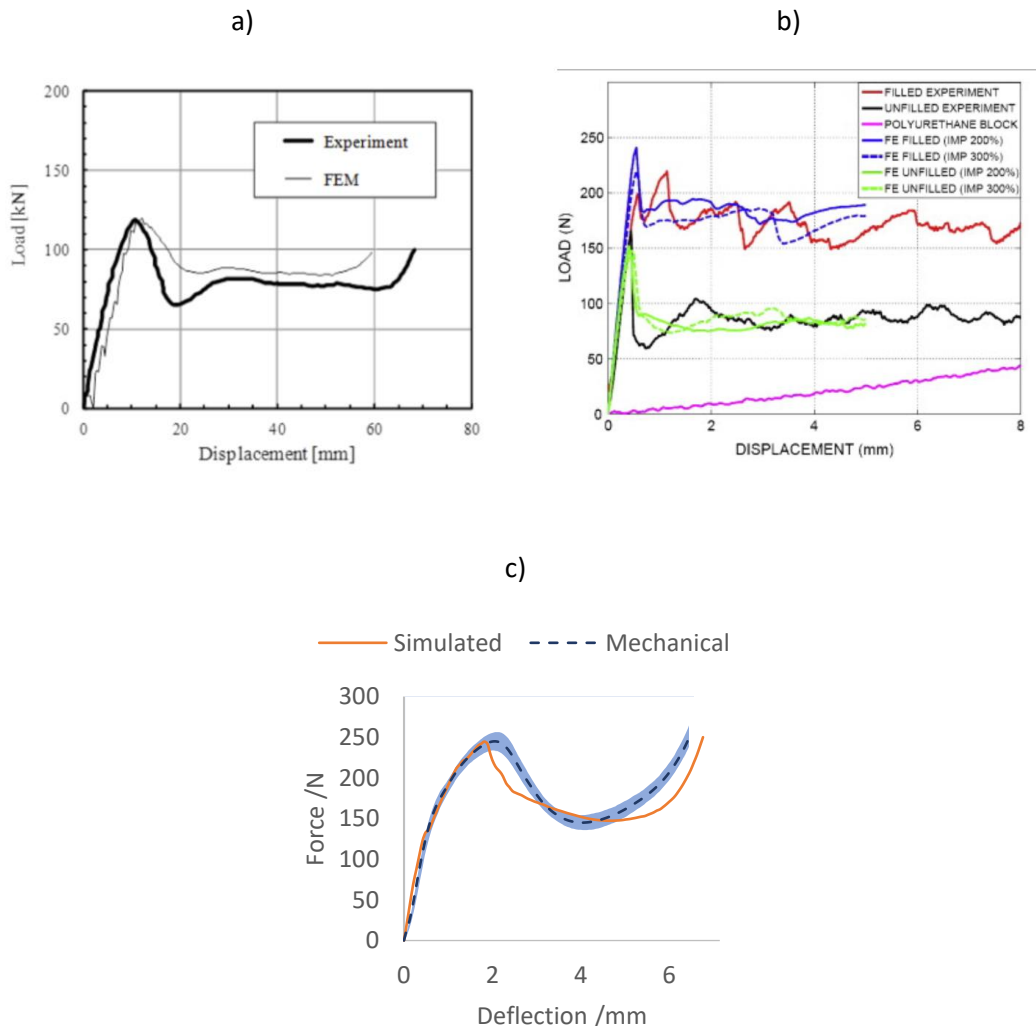 a)
b)
200
150
100
50
0
Load [kN]
Experiment
FEM
0 20 40 60 80
Displacement [mm]
300
250
200
150
100
50
0
LOAD (N)
FILLED EXPERIMENT
UNFILLED EXPERIMENT
POLYURETHANE BLOCK
FE FILLED (IMP 200%)
FE FILLED (IMP 300%)
FE UNFILLED (IMP 200%)
FE UNFILLED (IMP 300%)
0 2 4 6 8
DISPLACEMENT (mm)
c)
Simulated Mechanical
300
250
200
150
100
50
0
Force /N
0 2 4 6
Deflection /mm